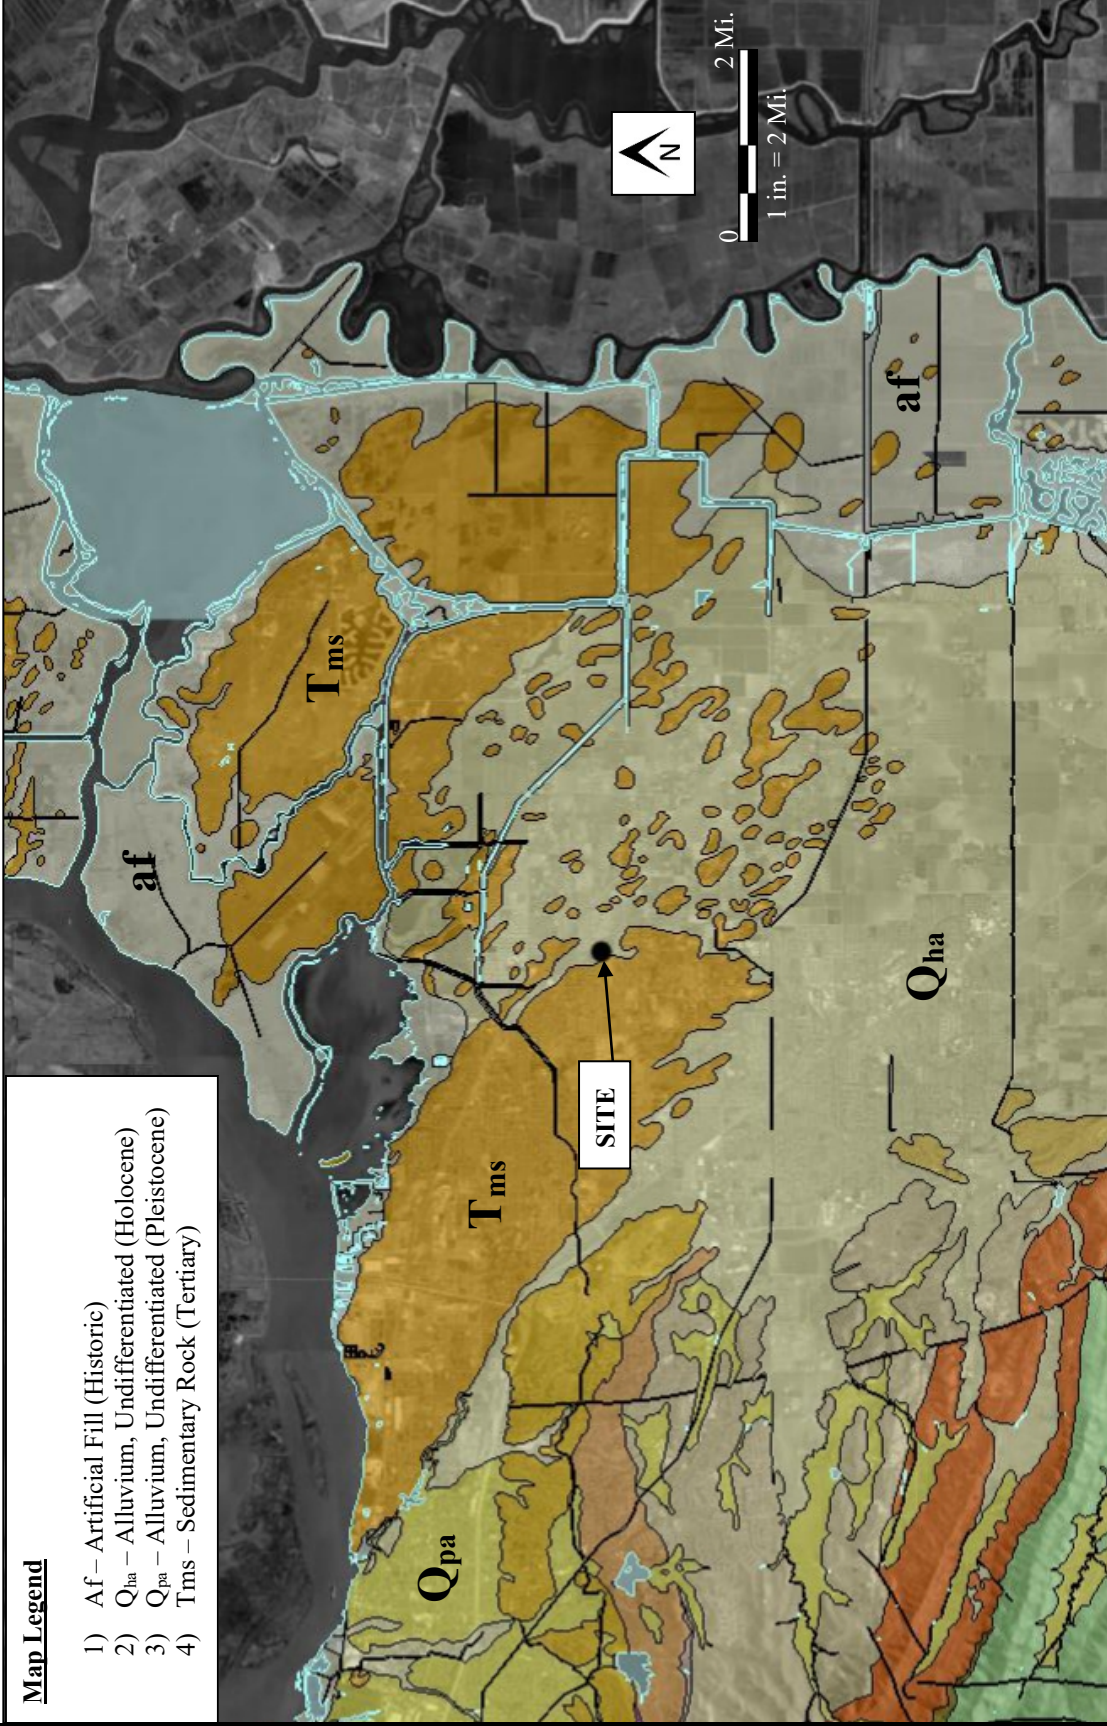 Map Legend
1) Af – Artificial Fill (Historic)
2) Qha – Alluvium, Undifferentiated (Holocene)
3) Qpa – Alluvium, Undifferentiated (Pleistocene)
4) Tms – Sedimentary Rock (Tertiary)
af
Tms
N
0
2 Mi.
1 in. = 2 Mi.
af
Tms
SITE
Qpa
Qha